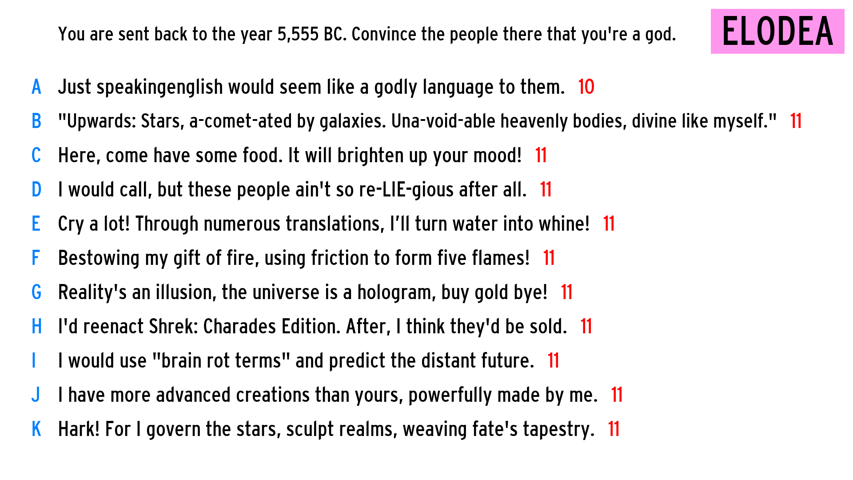 You are sent back to the year 5,555 BC. Convince the people there that you're a god.
ELODEA
A Just speakingenglish would seem like a godly language to them. 10
B "Upwards: Stars, a-comet-ated by galaxies. Una-void-able heavenly bodies, divine like myself." 11
C Here, come have some food. It will brighten up your mood! 11
D I would call, but these people ain't so re-LIE-gious after all. 11
E Cry a lot! Through numerous translations, I’ll turn water into whine! 11
F Bestowing my gift of fire, using friction to form five flames! 11
G Reality's an illusion, the universe is a hologram, buy gold bye! 11
H I'd reenact Shrek: Charades Edition. After, I think they'd be sold. 11
I I would use "brain rot terms" and predict the distant future. 11
J I have more advanced creations than yours, powerfully made by me. 11
K Hark! For I govern the stars, sculpt realms, weaving fate's tapestry. 11